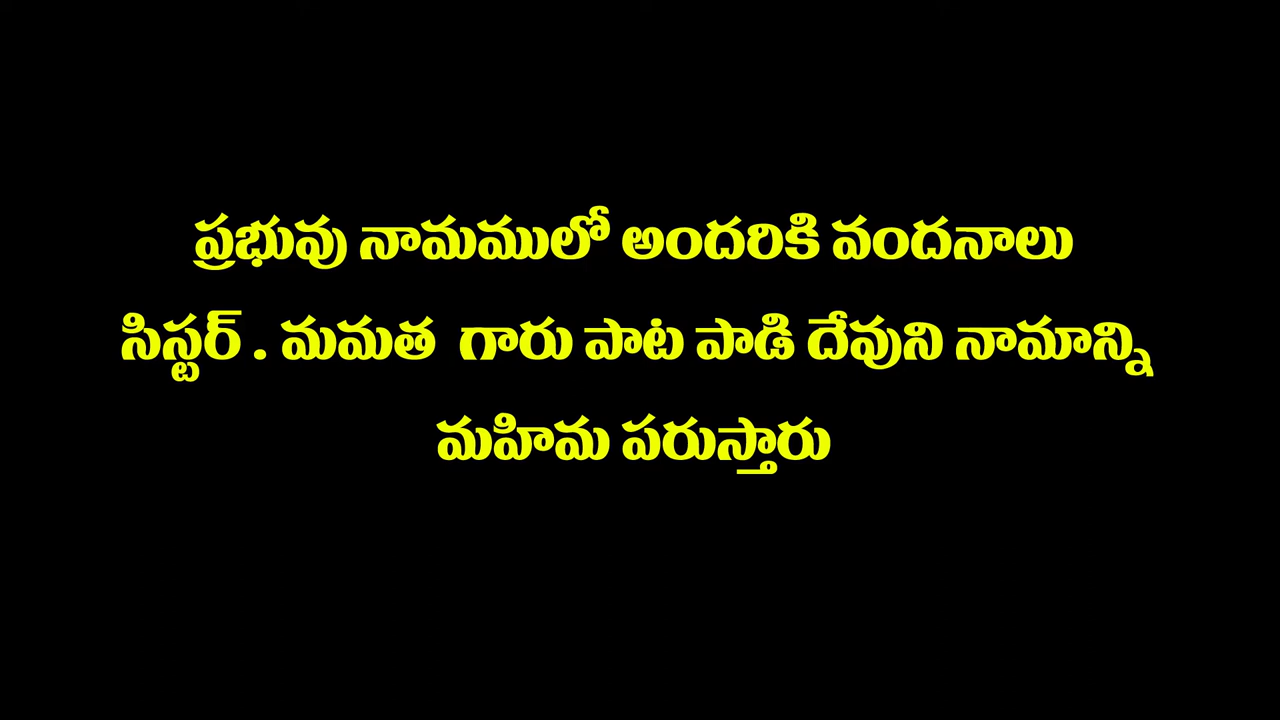 ప్రభువు నామములో అందరికి వందనాలు
సిస్టర్ . మమత గారు పాట పాడి దేవుని నామాన్ని
మహిమ పరుస్తారు